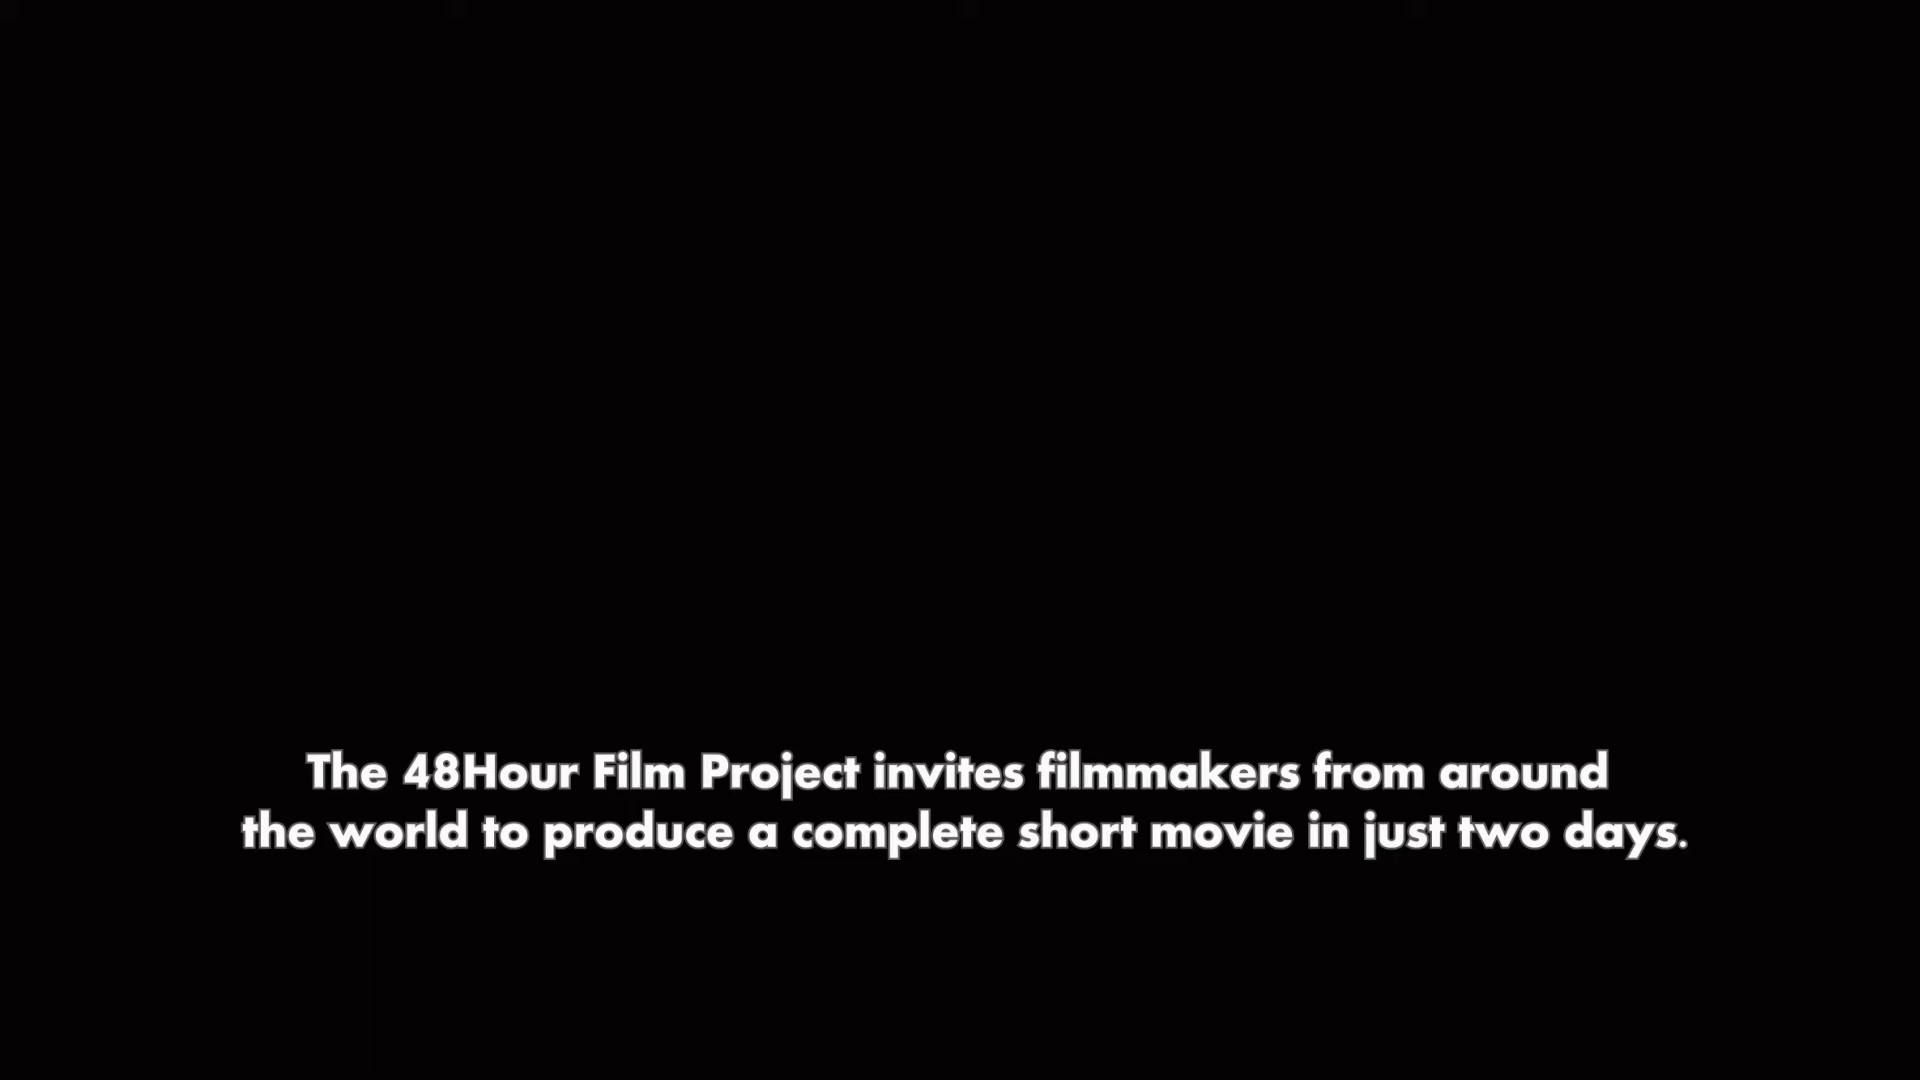 The 48Hour Film Project invites filmmakers from around
the world to produce a complete short movie in just two days.